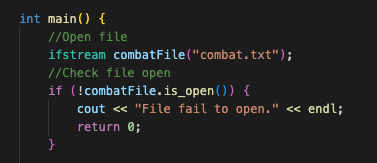 int main() {
//Open file
ifstream combatFile("combat.txt");
//Check file open
if (!combatFile.is_open()) {
cout << "File fail to open." << endl;
return 0;
}